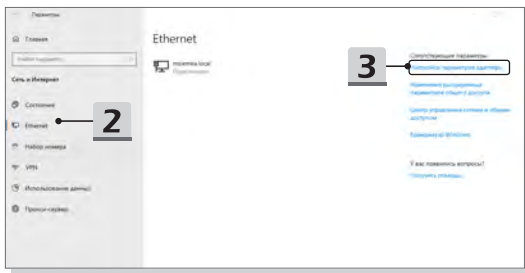 Параметры
Главная
Найти параметр
Сеть и Интернет
Состояние
Ethernet
Набор номера
VPN
Использование данных
Прокси-сервер
Ethernet
Подключено
2
3
Сопутствующие параметры
Настройка параметров адаптера
Изменение расширенных
параметров общего доступа
Центр управления сетями и общим
доступом
Брандмауэр Windows
У вас появились вопросы?
Получить помощь